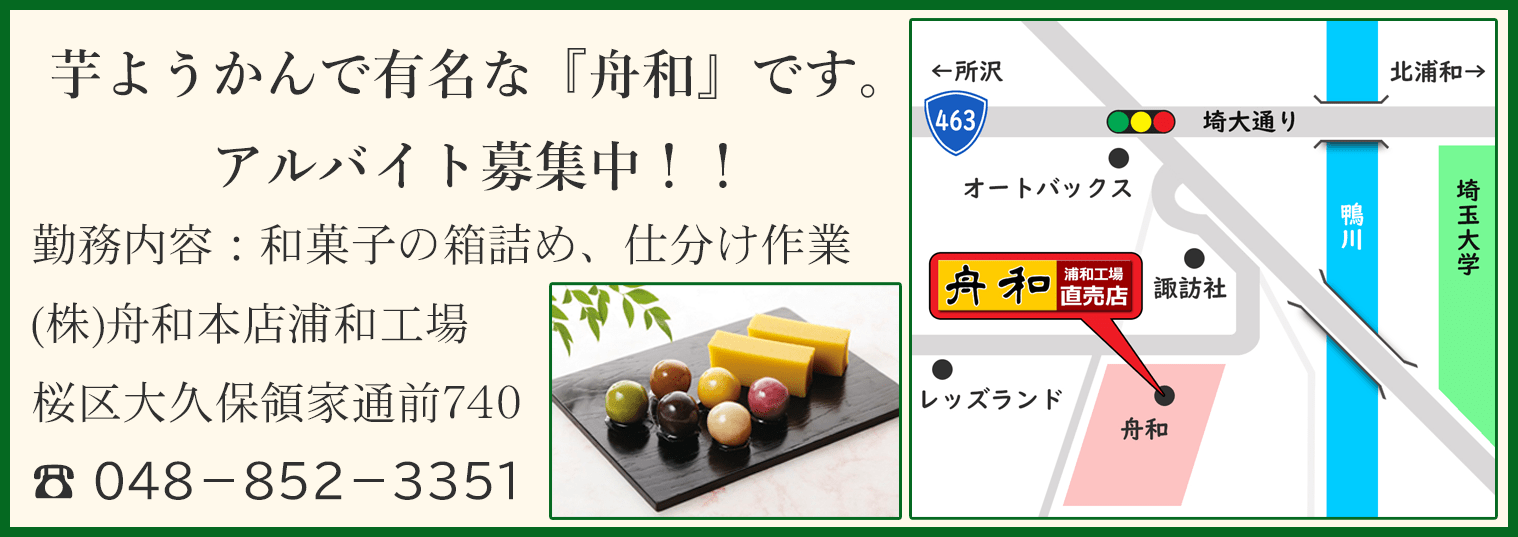 芋ようかんで有名な『舟和』です。
アルバイト募集中！！
勤務内容：和菓子の箱詰め、仕分け作業
(株)舟和本店浦和工場
桜区大久保領家通前740
☎ 048－852－3351
←所沢
北浦和→
463
埼大通り
オートバックス
鴨川
埼玉大学
舟和
浦和工場
直売店
諏訪社
レッズランド
舟和